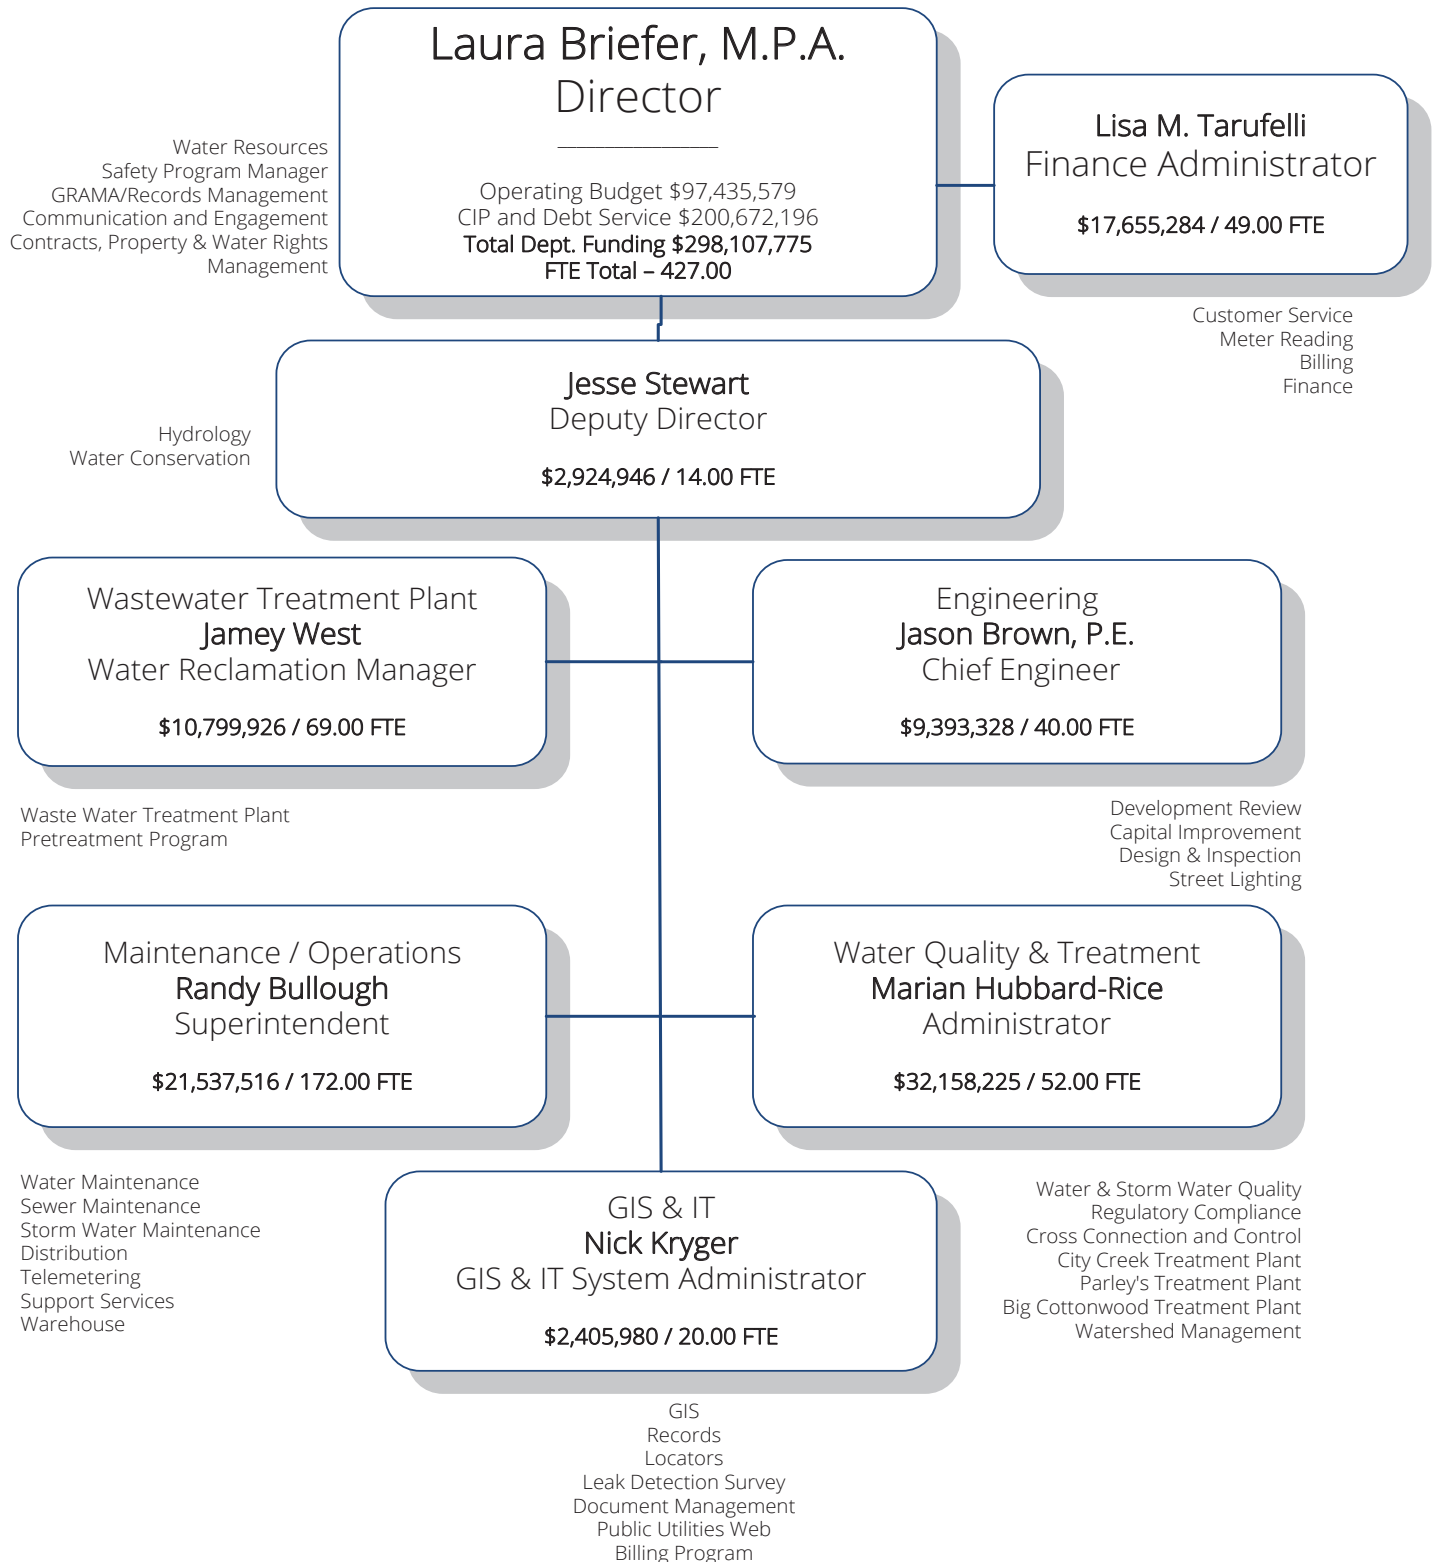 Laura Briefer, M.P.A.
Director
Operating Budget $97,435,579
CIP and Debt Service $200,672,196
Total Dept. Funding $298,107,775
FTE Total – 427.00
Water Resources
Safety Program Manager
GRAMA/Records Management
Communication and Engagement
Contracts, Property & Water Rights
Management
Lisa M. Tarufelli
Finance Administrator
$17,655,284 / 49.00 FTE
Customer Service
Meter Reading
Billing
Finance
Jesse Stewart
Deputy Director
$2,924,946 / 14.00 FTE
Hydrology
Water Conservation
Wastewater Treatment Plant
Jamey West
Water Reclamation Manager
$10,799,926 / 69.00 FTE
Waste Water Treatment Plant
Pretreatment Program
Engineering
Jason Brown, P.E.
Chief Engineer
$9,393,328 / 40.00 FTE
Development Review
Capital Improvement
Design & Inspection
Street Lighting
Maintenance / Operations
Randy Bullough
Superintendent
$21,537,516 / 172.00 FTE
Water Maintenance
Sewer Maintenance
Storm Water Maintenance
Distribution
Telemetering
Support Services
Warehouse
Water Quality & Treatment
Marian Hubbard-Rice
Administrator
$32,158,225 / 52.00 FTE
Water & Storm Water Quality
Regulatory Compliance
Cross Connection and Control
City Creek Treatment Plant
Parley's Treatment Plant
Big Cottonwood Treatment Plant
Watershed Management
GIS & IT
Nick Kryger
GIS & IT System Administrator
$2,405,980 / 20.00 FTE
GIS
Records
Locators
Leak Detection Survey
Document Management
Public Utilities Web
Billing Program